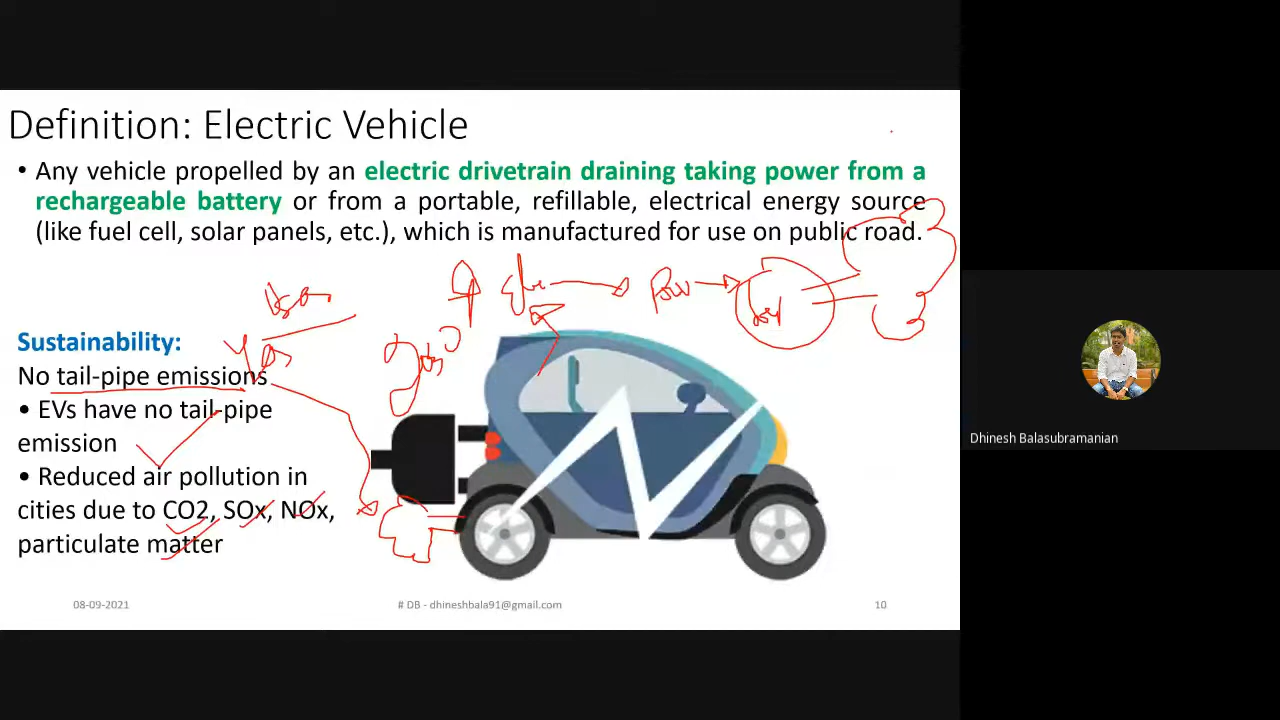 Definition: Electric Vehicle
• Any vehicle propelled by an electric drivetrain draining taking power from a
rechargeable battery or from a portable, refillable, electrical energy source
(like fuel cell, solar panels, etc.), which is manufactured for use on public road.
Sustainability:
No tail-pipe emissions
• EVs have no tail-pipe
emission
• Reduced air pollution in
cities due to CO2, SOx, NOx,
particulate matter
08-09-2021
# DB - dhineshbala91@gmail.com
10
Dhinesh Balasubramanian